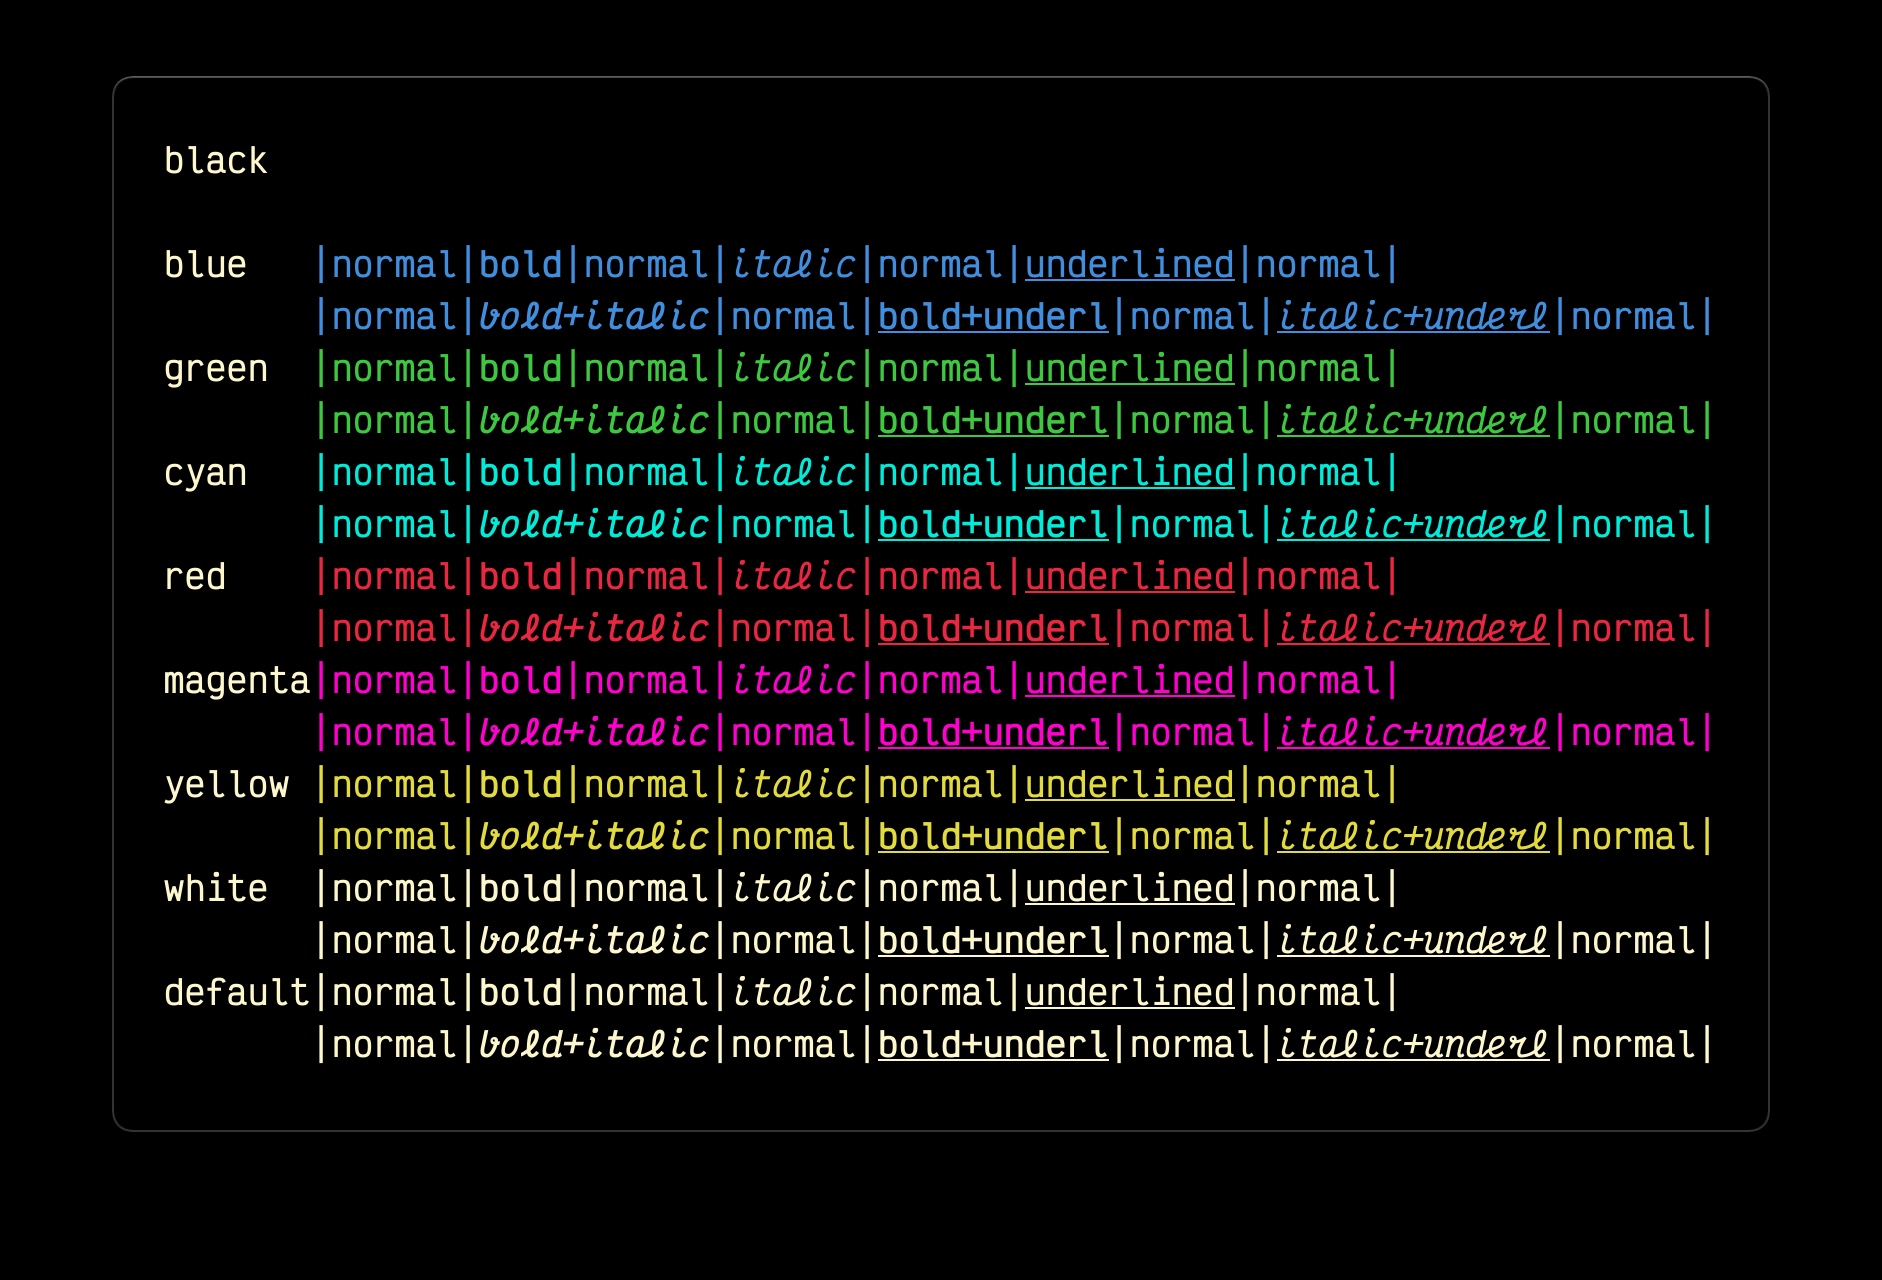 black
blue   |normal|bold|normal|italic|normal|underlined|normal|
       |normal|bold+italic|normal|bold+underl|normal|italic+underl|normal|
green  |normal|bold|normal|italic|normal|underlined|normal|
       |normal|bold+italic|normal|bold+underl|normal|italic+underl|normal|
cyan   |normal|bold|normal|italic|normal|underlined|normal|
       |normal|bold+italic|normal|bold+underl|normal|italic+underl|normal|
red    |normal|bold|normal|italic|normal|underlined|normal|
       |normal|bold+italic|normal|bold+underl|normal|italic+underl|normal|
magenta|normal|bold|normal|italic|normal|underlined|normal|
       |normal|bold+italic|normal|bold+underl|normal|italic+underl|normal|
yellow |normal|bold|normal|italic|normal|underlined|normal|
       |normal|bold+italic|normal|bold+underl|normal|italic+underl|normal|
white  |normal|bold|normal|italic|normal|underlined|normal|
       |normal|bold+italic|normal|bold+underl|normal|italic+underl|normal|
default|normal|bold|normal|italic|normal|underlined|normal|
       |normal|bold+italic|normal|bold+underl|normal|italic+underl|normal|